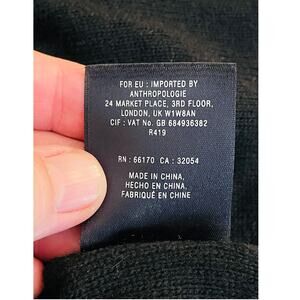 FOR EU : IMPORTED BY
ANTHROPOLOGIE
24 MARKET PLACE, 3RD FLOOR,
LONDON, UK W1W8AN
CIF : VAT No. GB 684936382
R419
RN : 66170 CA : 32054
MADE IN CHINA,
HECHO EN CHINA,
FABRIQUÉ EN CHINE